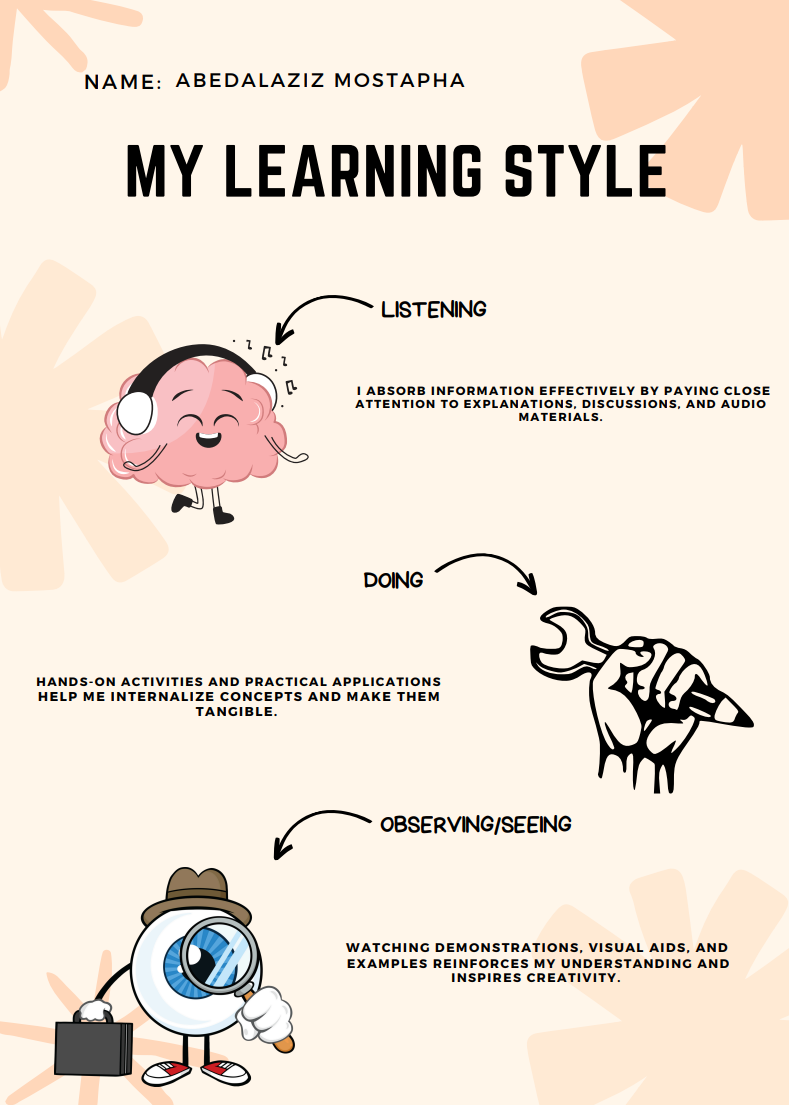 NAME: ABEDALAZIZ MOSTAPHA
MY LEARNING STYLE
LISTENING
I ABSORB INFORMATION EFFECTIVELY BY PAYING CLOSE
ATTENTION TO EXPLANATIONS, DISCUSSIONS, AND AUDIO
MATERIALS.
DOING
HANDS-ON ACTIVITIES AND PRACTICAL APPLICATIONS
HELP ME INTERNALIZE CONCEPTS AND MAKE THEM
TANGIBLE.
OBSERVING/SEEING
WATCHING DEMONSTRATIONS, VISUAL AIDS, AND
EXAMPLES REINFORCES MY UNDERSTANDING AND
INSPIRES CREATIVITY.